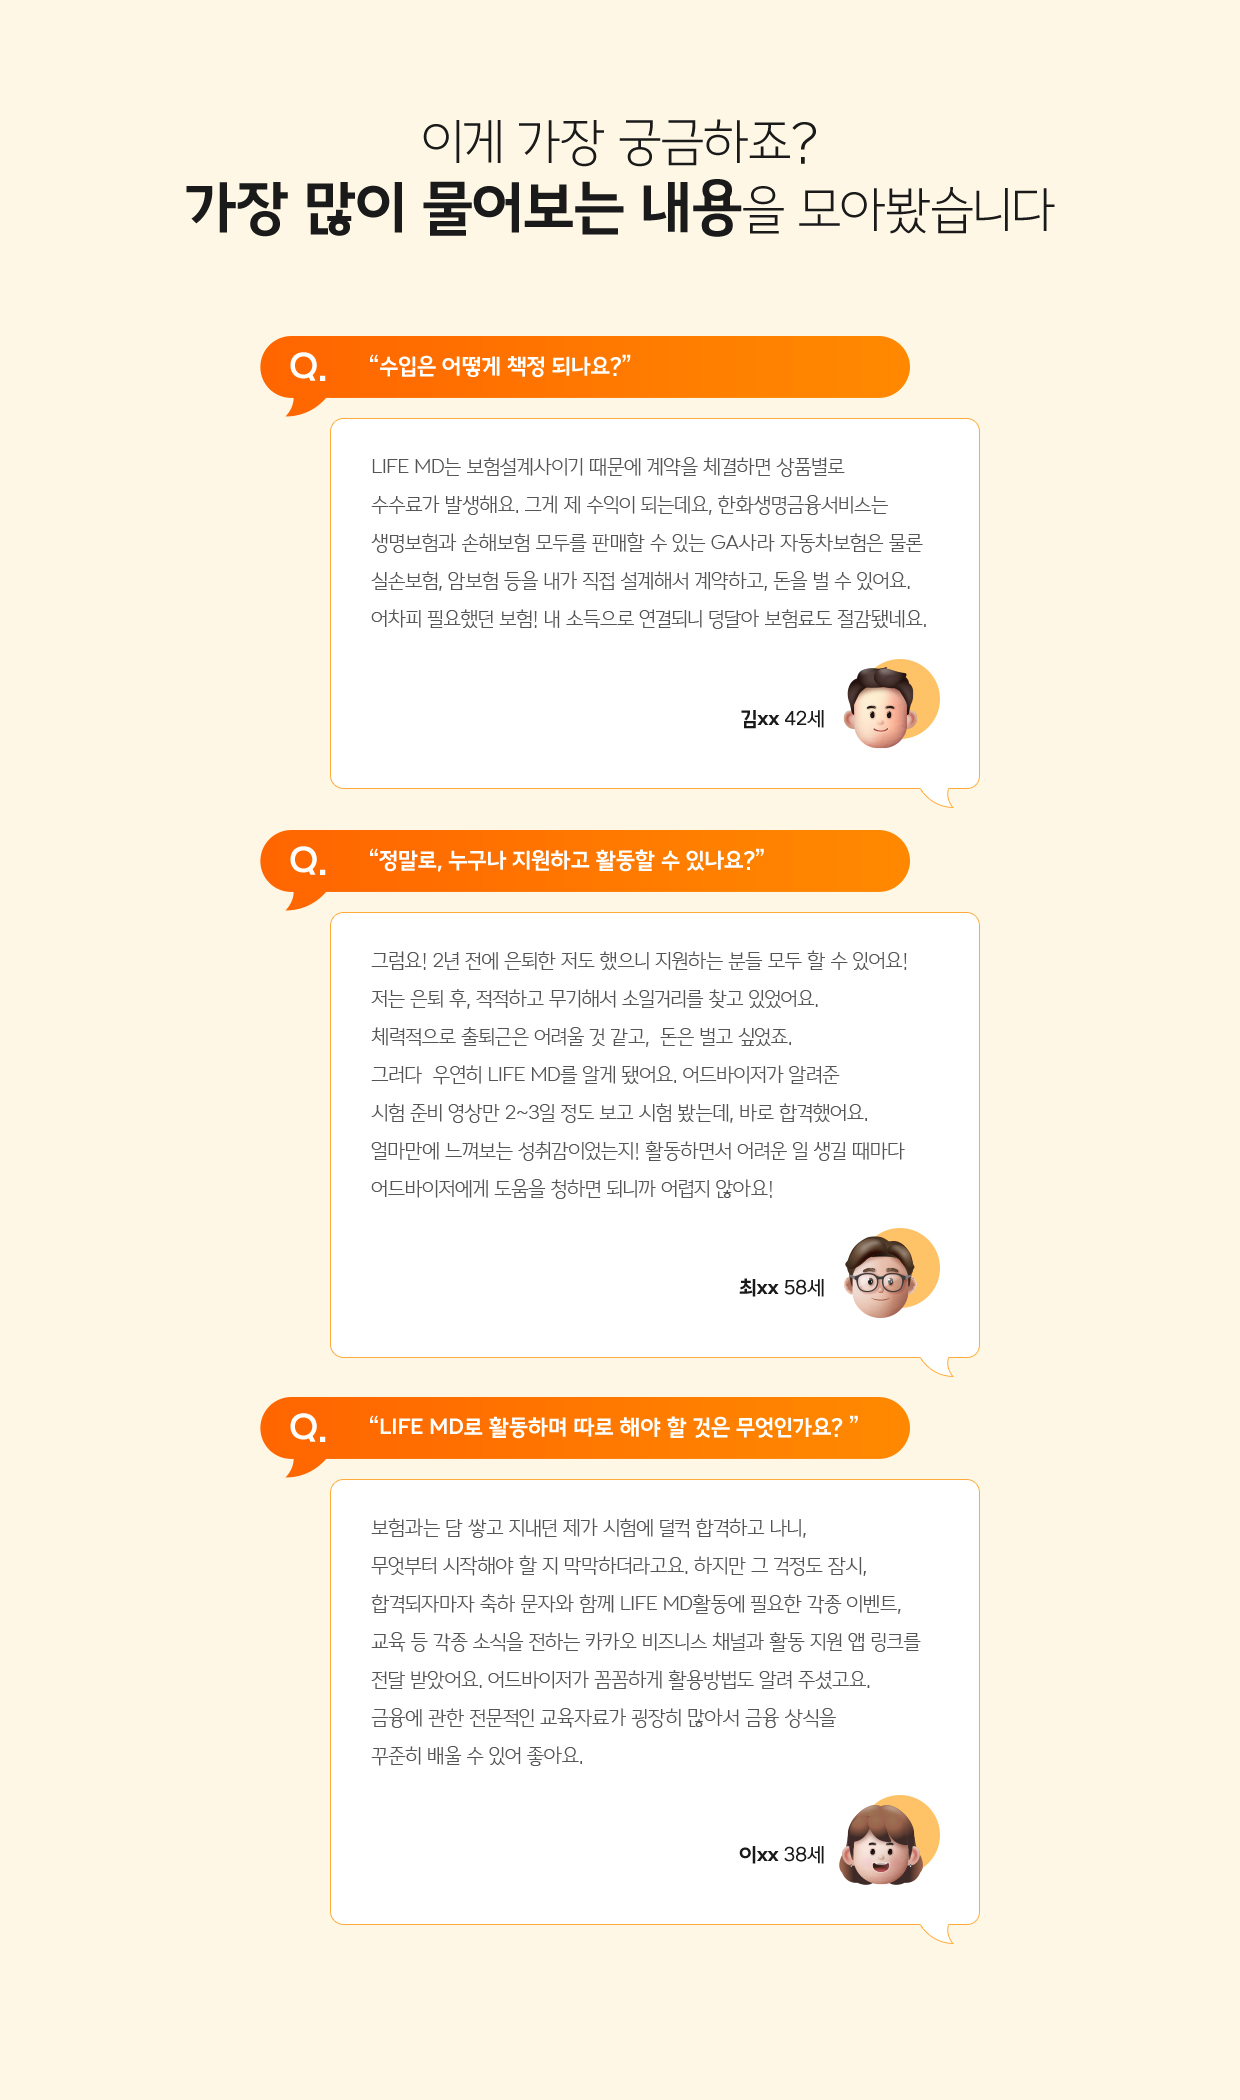 이게 가장 궁금하죠?
가장 많이 물어보는 내용을 모아봤습니다
Q. “수입은 어떻게 책정 되나요?”
LIFE MD는 보험설계사이기 때문에 계약을 체결하면 상품별로
수수료가 발생해요. 그게 제 수익이 되는데요, 한화생명금융서비스는
생명보험과 손해보험 모두를 판매할 수 있는 GA사라 자동차보험은 물론
실손보험, 암보험 등을 내가 직접 설계해서 계약하고, 돈을 벌 수 있어요.
어차피 필요했던 보험! 내 소득으로 연결되니 덩달아 보험료도 절감됐네요.
김xx 42세
Q. “정말로, 누구나 지원하고 활동할 수 있나요?”
그럼요! 2년 전에 은퇴한 저도 했으니 지원하는 분들 모두 할 수 있어요!
저는 은퇴 후, 적적하고 무기해서 소일거리를 찾고 있었어요.
체력적으로 출퇴근은 어려울 것 같고, 돈은 벌고 싶었죠.
그러다 우연히 LIFE MD를 알게 됐어요. 어드바이저가 알려준
시험 준비 영상만 2~3일 정도 보고 시험 봤는데, 바로 합격했어요.
얼마만에 느껴보는 성취감이었는지! 활동하면서 어려운 일 생길 때마다
어드바이저에게 도움을 청하면 되니까 어렵지 않아요!
최xx 58세
Q. “LIFE MD로 활동하며 따로 해야 할 것은 무엇인가요? ”
보험과는 담 쌓고 지내던 제가 시험에 덜컥 합격하고 나니,
무엇부터 시작해야 할 지 막막하더라고요. 하지만 그 걱정도 잠시,
합격되자마자 축하 문자와 함께 LIFE MD활동에 필요한 각종 이벤트,
교육 등 각종 소식을 전하는 카카오 비즈니스 채널과 활동 지원 앱 링크를
전달 받았어요. 어드바이저가 꼼꼼하게 활용방법도 알려 주셨고요.
금융에 관한 전문적인 교육자료가 굉장히 많아서 금융 상식을
꾸준히 배울 수 있어 좋아요.
이xx 38세